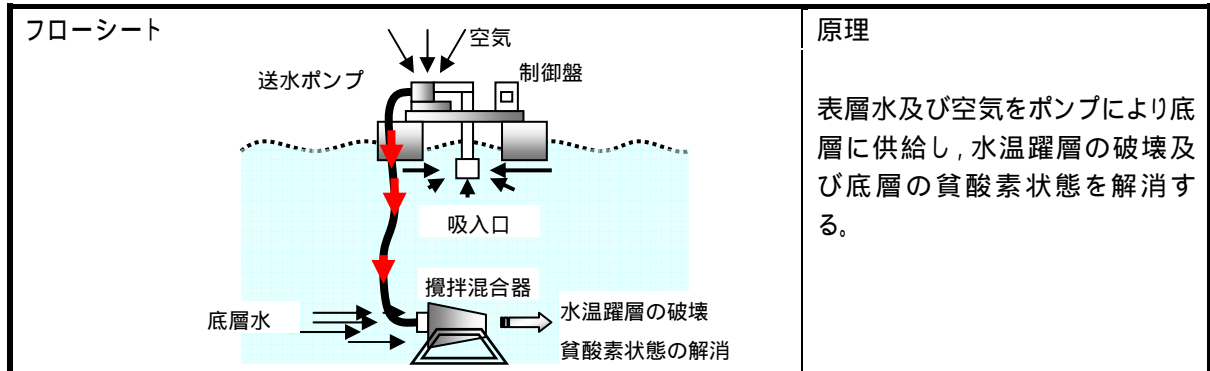 フローシート
空気
送水ポンプ
制御盤
吸入口
攪拌混合器
底層水
水温躍層の破壊
貧酸素状態の解消
原理
表層水及び空気をポンプにより底
層に供給し,水温躍層の破壊及
び底層の貧酸素状態を解消す
る。